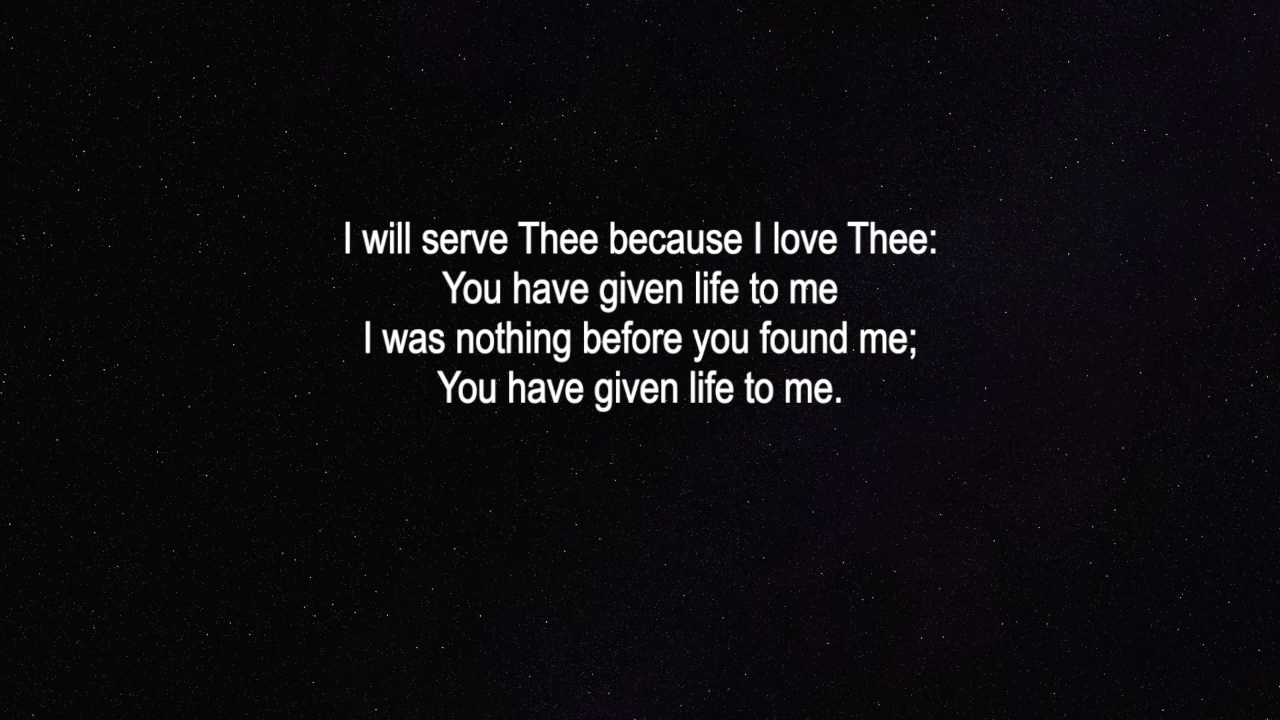 I will serve Thee because I love Thee:
You have given life to me
I was nothing before you found me;
You have given life to me.